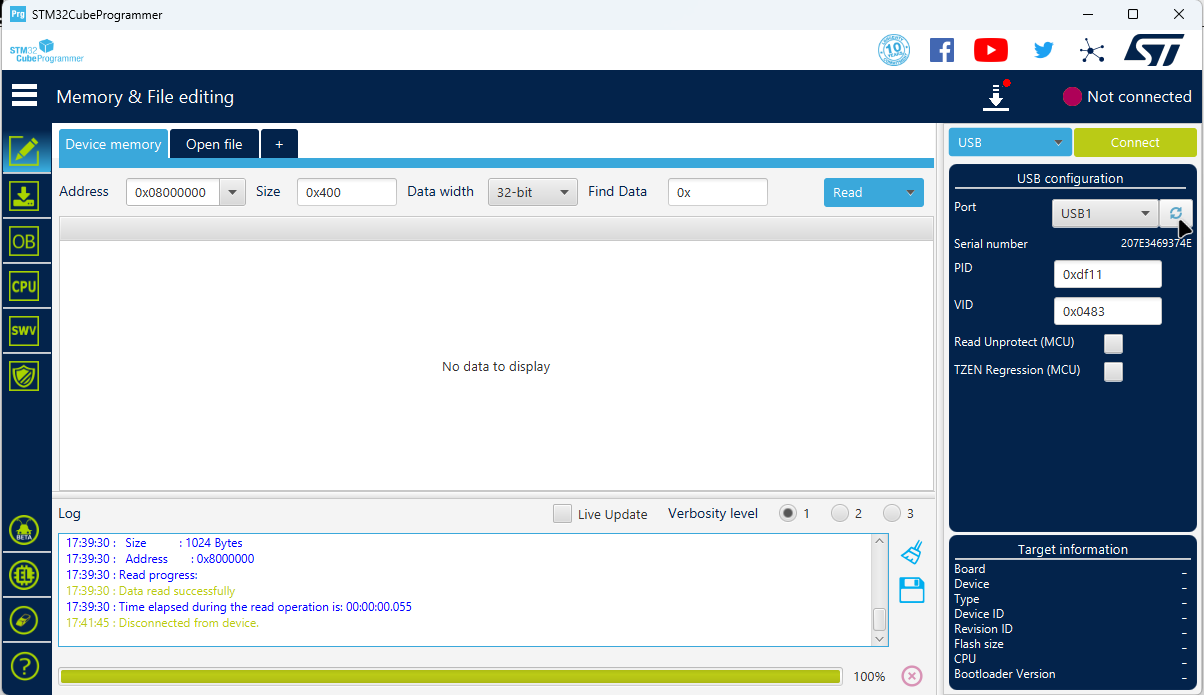 Prg STM32CubeProgrammer
STM32
CubeProgrammer
10
YEARS
Memory & File editing
Not connected
Device memory
Open file
+
USB
Connect
Address
0x08000000
Size
0x400
Data width
32-bit
Find Data
0x
Read
USB configuration
Port
USB1
Serial number
207E3469374E
PID
0xdf11
VID
0x0483
Read Unprotect (MCU)
TZEN Regression (MCU)
OB
CPU
SWV
No data to display
BETA
EL
?
Log
Live Update
Verbosity level
1
2
3
17:39:30 : Size : 1024 Bytes
17:39:30 : Address : 0x8000000
17:39:30 : Read progress:
17:39:30 : Data read successfully
17:39:30 : Time elapsed during the read operation is: 00:00:00.055
17:41:45 : Disconnected from device.
100%
Target information
Board -
Device -
Type -
Device ID -
Revision ID -
Flash size -
CPU -
Bootloader Version -